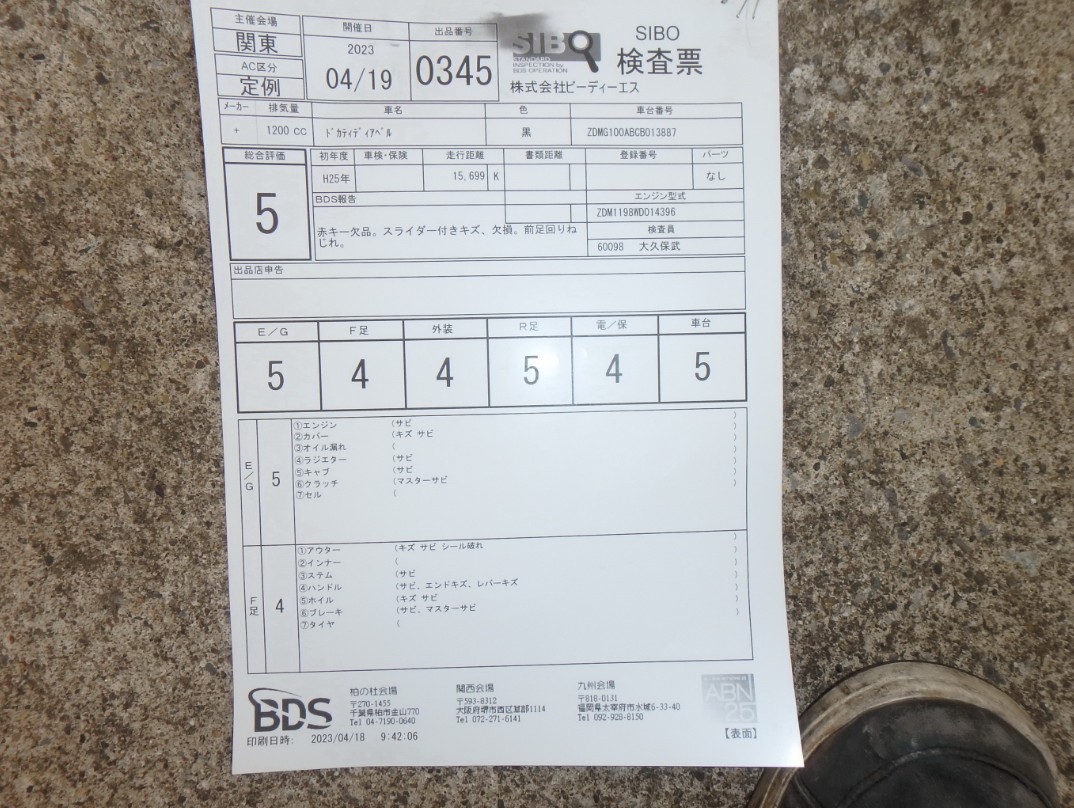 主催会場
関東
AC区分
定例
開催日
2023
04/19
出品番号
0345
SIBO
STANDARD
INSPECTION by
BDS OPERATION
SIBO
検査票
株式会社ビーディーエス
メーカー 排気量 車名 色 車台番号
+ 1200 cc ﾄﾞｶﾃｨﾃﾞｨｱﾍﾞﾙ 黒 ZDMG100ABCB013887
総合評価
5
初年度 車検・保険 走行距離 書類距離 登録番号 パーツ
H25年 15,699 K なし
BDS報告
赤キー欠品。スライダー付きキズ、欠損。前足回りね
じれ。
エンジン型式
ZDM1198WD014396
検査員
60098 大久保武
出品店申告
E/G F足 外装 R足 電/保 車台
5 4 4 5 4 5
E/G 5
①エンジン (サビ )
②カバー (キズ サビ )
③オイル漏れ ( )
④ラジエター (サビ )
⑤キャブ (サビ )
⑥クラッチ (マスターサビ )
⑦セル ( )
F足 4
①アウター (キズ サビ シール破れ )
②インナー ( )
③ステム (サビ )
④ハンドル (サビ、エンドキズ、レバーキズ )
⑤ホイル (キズ サビ )
⑥ブレーキ (サビ、マスターサビ )
⑦タイヤ ( )
BDS
柏の杜会場
〒270-1455
千葉県柏市金山770
Tel 04-7190-0640
関西会場
〒593-8312
大阪府堺市西区草部1114
Tel 072-271-6141
九州会場
〒818-0131
福岡県太宰府市水城6-33-40
Tel 092-928-8150
ABN
25
印刷日時: 2023/04/18 9:42:06
【表面】